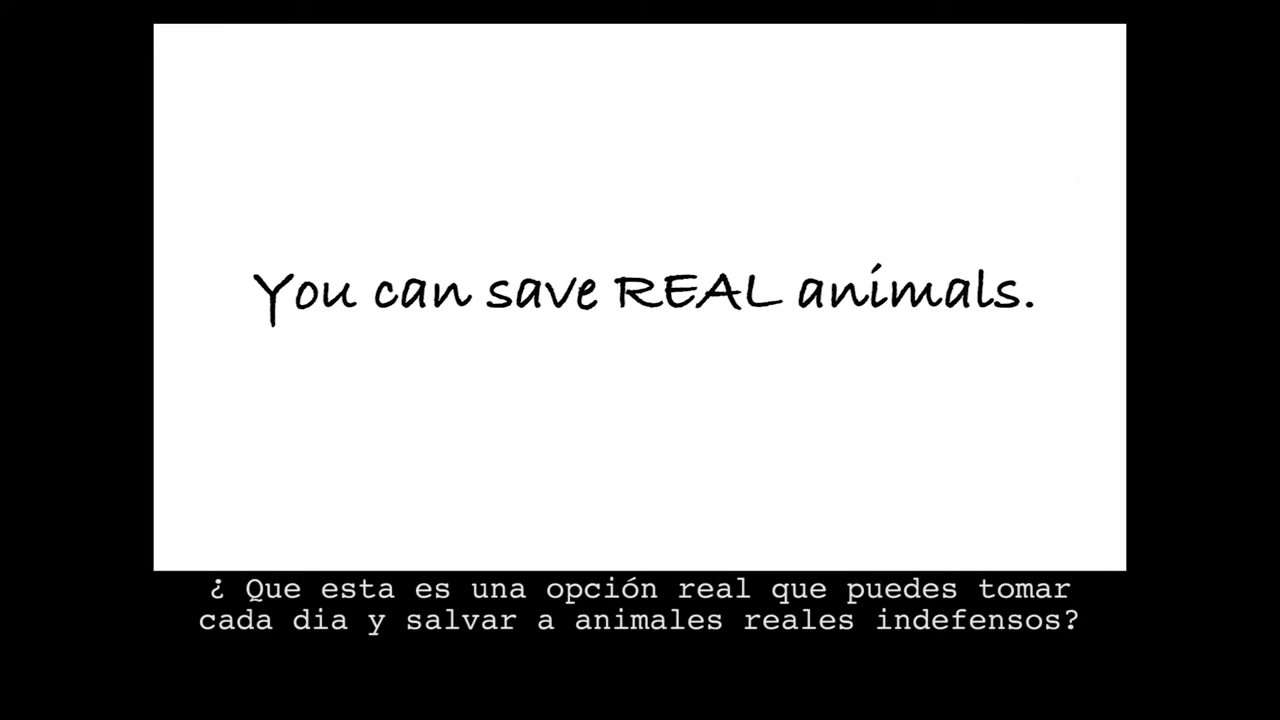 You can save REAL animals.
¿ Que esta es una opción real que puedes tomar
cada dia y salvar a animales reales indefensos?